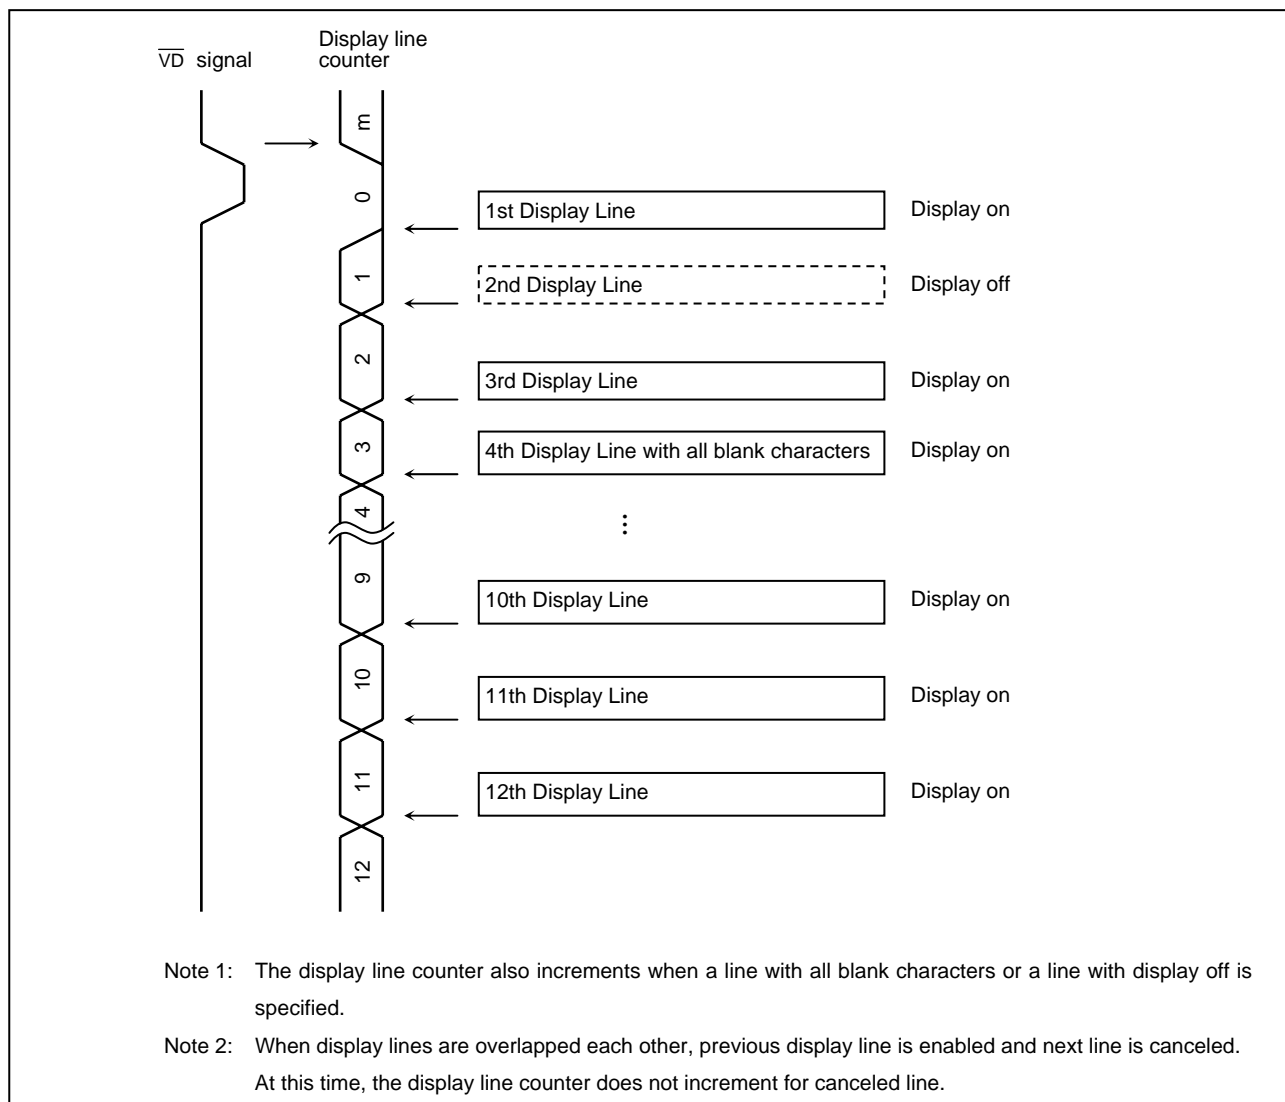 VD signal
Display line
counter
m
0
1st Display Line Display on
1
2nd Display Line Display off
2
3rd Display Line Display on
3
4th Display Line with all blank characters Display on
4
⋮
9
10th Display Line Display on
10
11th Display Line Display on
11
12th Display Line Display on
12
Note 1: The display line counter also increments when a line with all blank characters or a line with display off is
specified.
Note 2: When display lines are overlapped each other, previous display line is enabled and next line is canceled.
At this time, the display line counter does not increment for canceled line.